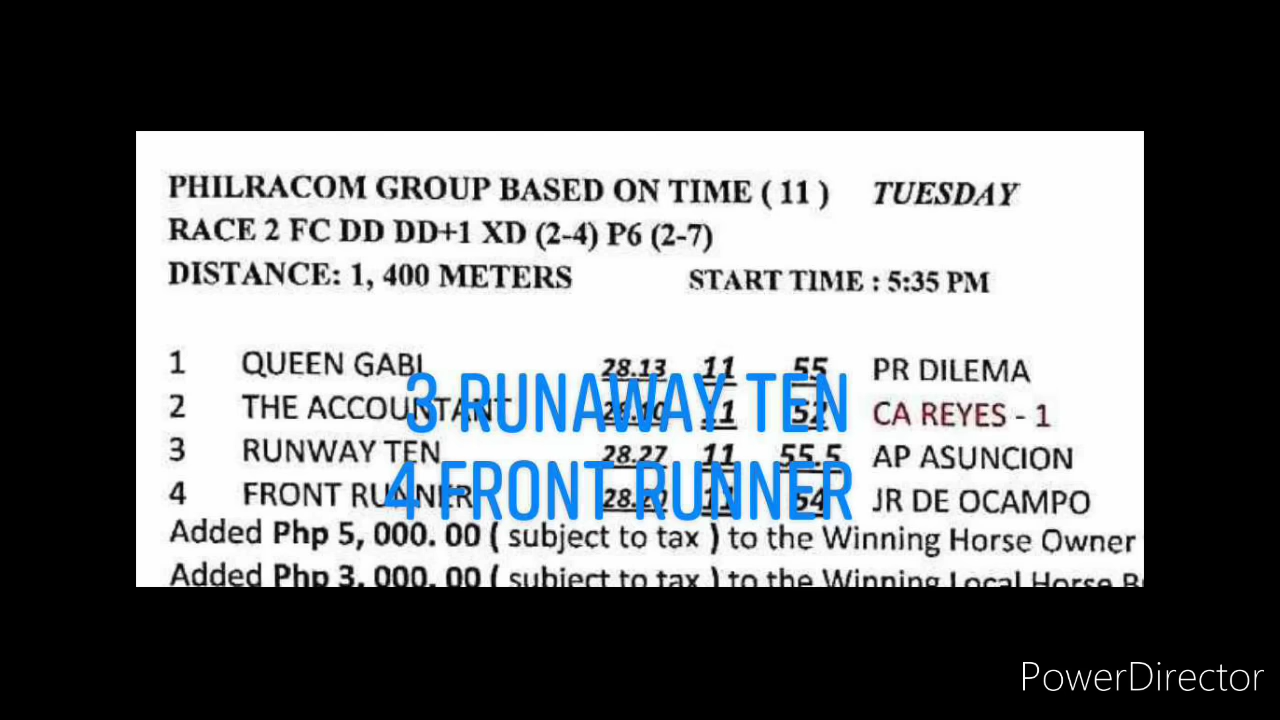 PHILRACOM GROUP BASED ON TIME ( 11 ) TUESDAY
RACE 2 FC DD DD+1 XD (2-4) P6 (2-7)
DISTANCE: 1, 400 METERS START TIME : 5:35 PM
1 QUEEN GABI 28.13 11 55 PR DILEMA
3 RUNAWAY TEN
2 THE ACCOUNTANT 11 52 CA REYES - 1
3 RUNWAY TEN 28.27 11 55.5 AP ASUNCION
4 FRONT RUNNER
4 FRONT RUNNER 11 54 JR DE OCAMPO
Added Php 5, 000. 00 ( subject to tax ) to the Winning Horse Owner
Added Php 3, 000. 00 ( subject to tax ) to the Winning Local Horse
PowerDirector